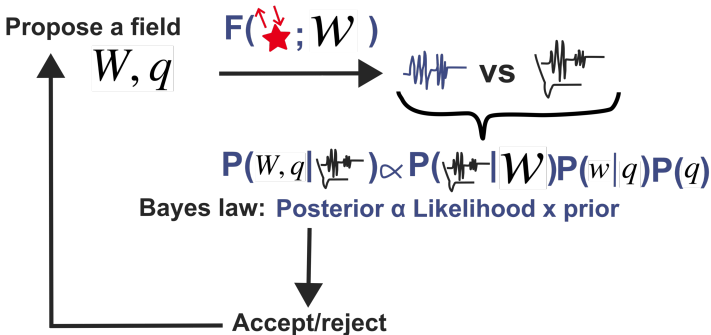 Propose a field
W, q
F( ; W )
vs
P(W, q| )∝P( |W)P(w|q)P(q)
Bayes law: Posterior α Likelihood x prior
Accept/reject